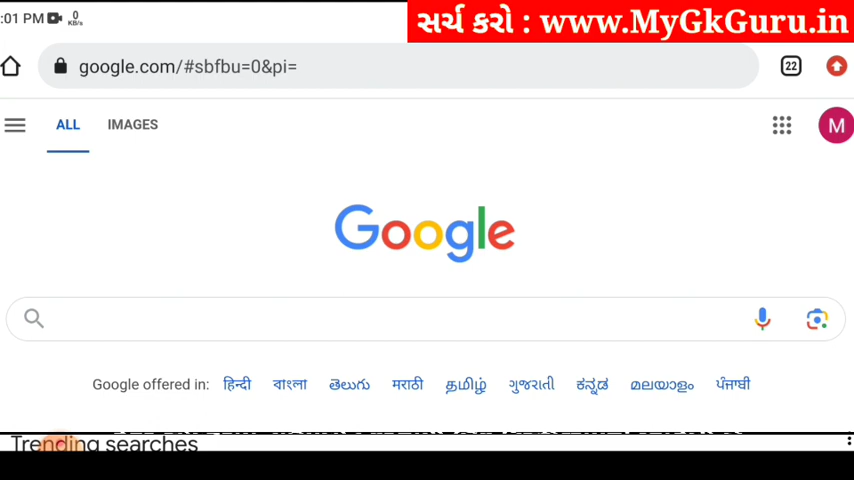 :01 PM 0 KB/s
સર્ચ કરો : www.MyGkGuru.in
google.com/#sbfbu=0&pi=
22
ALL IMAGES
M
Google
Google offered in: हिन्दी বাংলা తెలుగు मराठी தமிழ் ગુજરાતી ಕನ್ನಡ മലയാളം ਪੰਜਾਬੀ
Trending searches